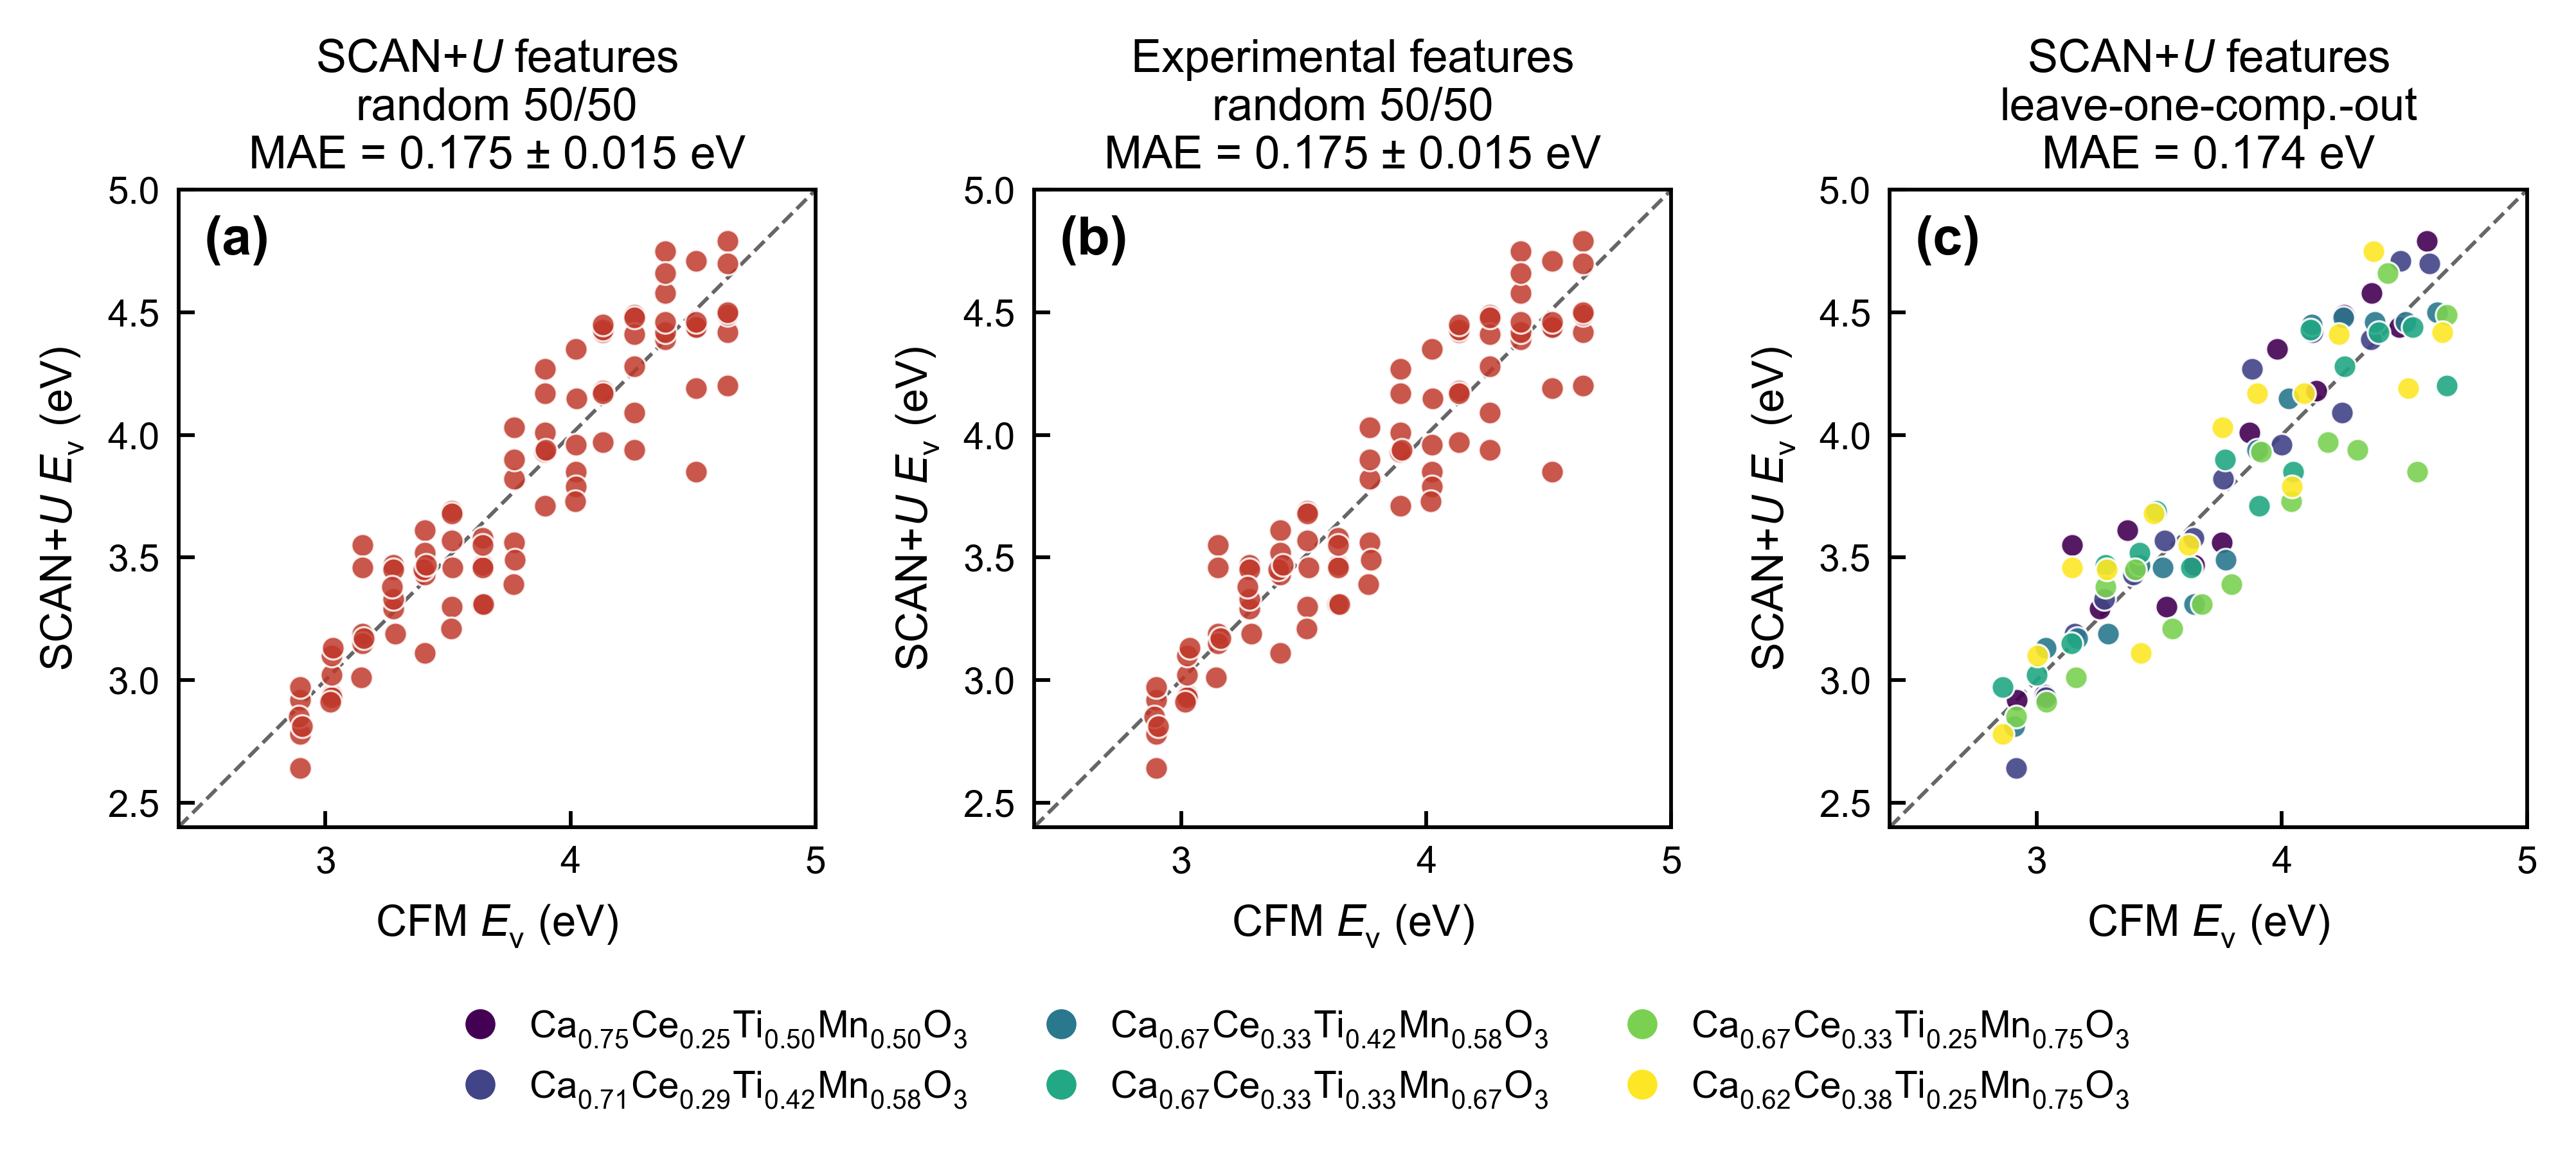 SCAN+U features
random 50/50
MAE = 0.175 ± 0.015 eV
(a)
5.0
4.5
4.0
3.5
3.0
2.5
SCAN+U Eᵥ (eV)
3 4 5
CFM Eᵥ (eV)
Experimental features
random 50/50
MAE = 0.175 ± 0.015 eV
(b)
5.0
4.5
4.0
3.5
3.0
2.5
SCAN+U Eᵥ (eV)
3 4 5
CFM Eᵥ (eV)
SCAN+U features
leave-one-comp.-out
MAE = 0.174 eV
(c)
5.0
4.5
4.0
3.5
3.0
2.5
SCAN+U Eᵥ (eV)
3 4 5
CFM Eᵥ (eV)
Ca₀.₇₅Ce₀.₂₅Ti₀.₅₀Mn₀.₅₀O₃
Ca₀.₇₁Ce₀.₂₉Ti₀.₄₂Mn₀.₅₈O₃
Ca₀.₆₇Ce₀.₃₃Ti₀.₄₂Mn₀.₅₈O₃
Ca₀.₆₇Ce₀.₃₃Ti₀.₃₃Mn₀.₆₇O₃
Ca₀.₆₇Ce₀.₃₃Ti₀.₂₅Mn₀.₇₅O₃
Ca₀.₆₂Ce₀.₃₈Ti₀.₂₅Mn₀.₇₅O₃